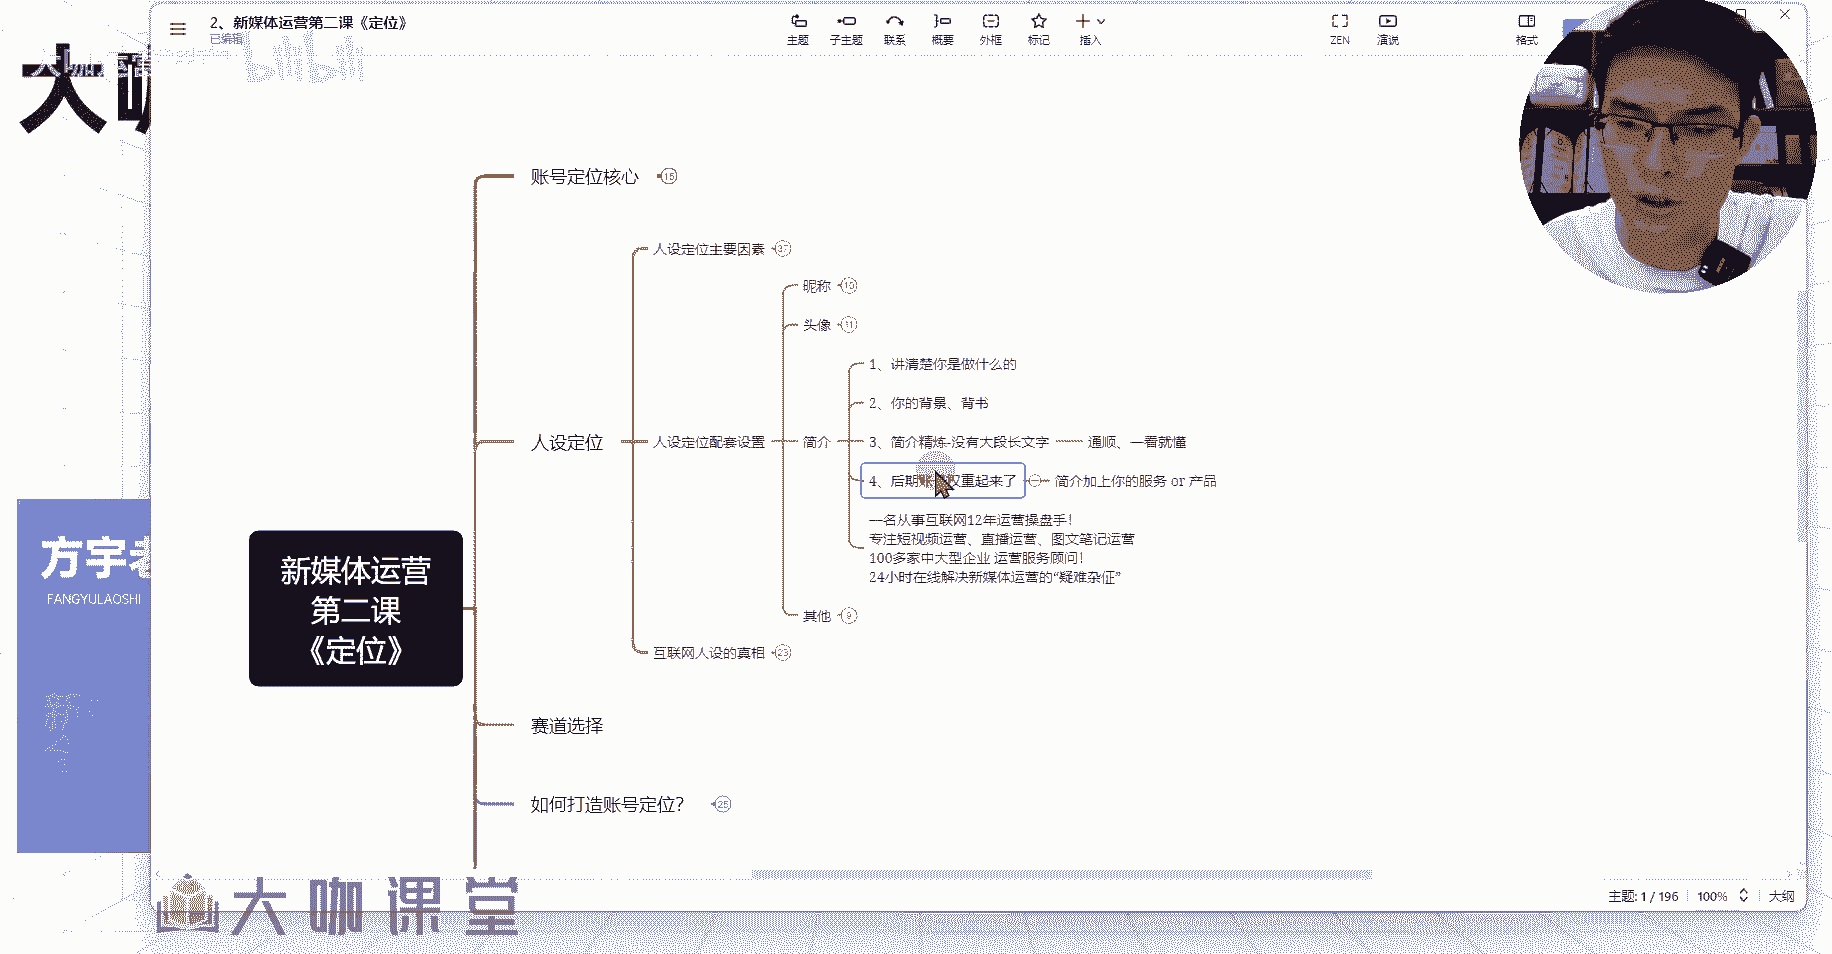 2、新媒体运营第二课《定位》
已编辑
主题
子主题
联系
概要
外框
标记
插入
ZEN
演说
格式
bilibili
大咖
账号定位核心
15
人设定位主要因素
37
昵称
10
头像
11
1、讲清楚你是做什么的
2、你的背景、背书
人设定位
人设定位配套设置
简介
3、简介精炼-没有大段长文字
通顺、一看就懂
4、后期账号权重起来了
简介加上你的服务 or 产品
一名从事互联网12年运营操盘手！
专注短视频运营、直播运营、图文笔记运营
100多家中大型企业 运营服务顾问！
24小时在线解决新媒体运营的“疑难杂症”
其他
9
互联网人设的真相
23
新媒体运营
第二课
《定位》
方宇老
FANGYULAOSHI
赛道选择
如何打造账号定位？
25
大咖课堂
主题: 1 / 196
100%
大纲